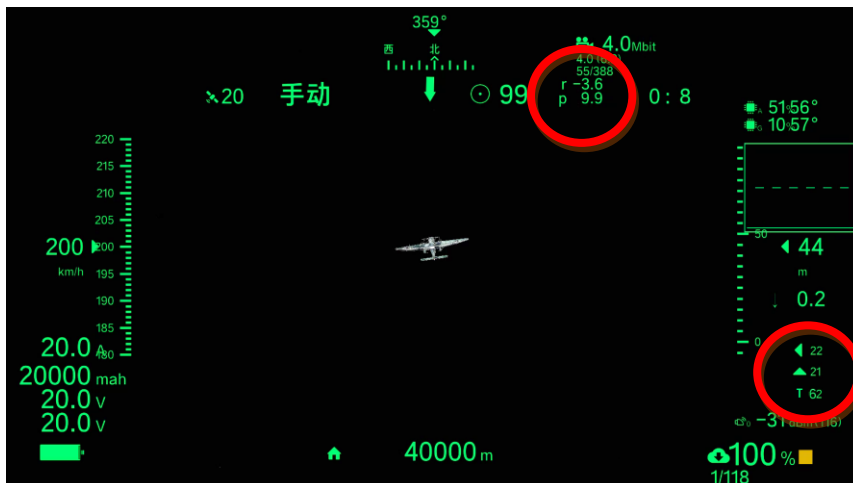 359°
西 北
4.0Mbit
55/388
r -3.6
p 9.9
20 手动 99 0:8
A 51%56°
G 10%57°
220
215
210
205
200
195
190
185
180
200
km/h
50
44
m
0.2
0
22
21
T 62
20.0 A
20000 mah
20.0 V
20.0 V
40000 m
100 %
1/118